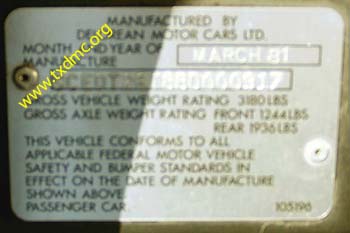 MANUFACTURED BY
DELOREAN MOTOR CARS LTD.
MONTH AND YEAR OF MARCH 81
MANUFACTURE
GROSS VEHICLE WEIGHT RATING 3180 LBS
GROSS AXLE WEIGHT RATING FRONT 1244 LBS
REAR 1936 LBS
THIS VEHICLE CONFORMS TO ALL
APPLICABLE FEDERAL MOTOR VEHICLE
SAFETY AND BUMPER STANDARDS IN
EFFECT ON THE DATE OF MANUFACTURE
SHOWN ABOVE
PASSENGER CAR. 105196
www.txdmc.org